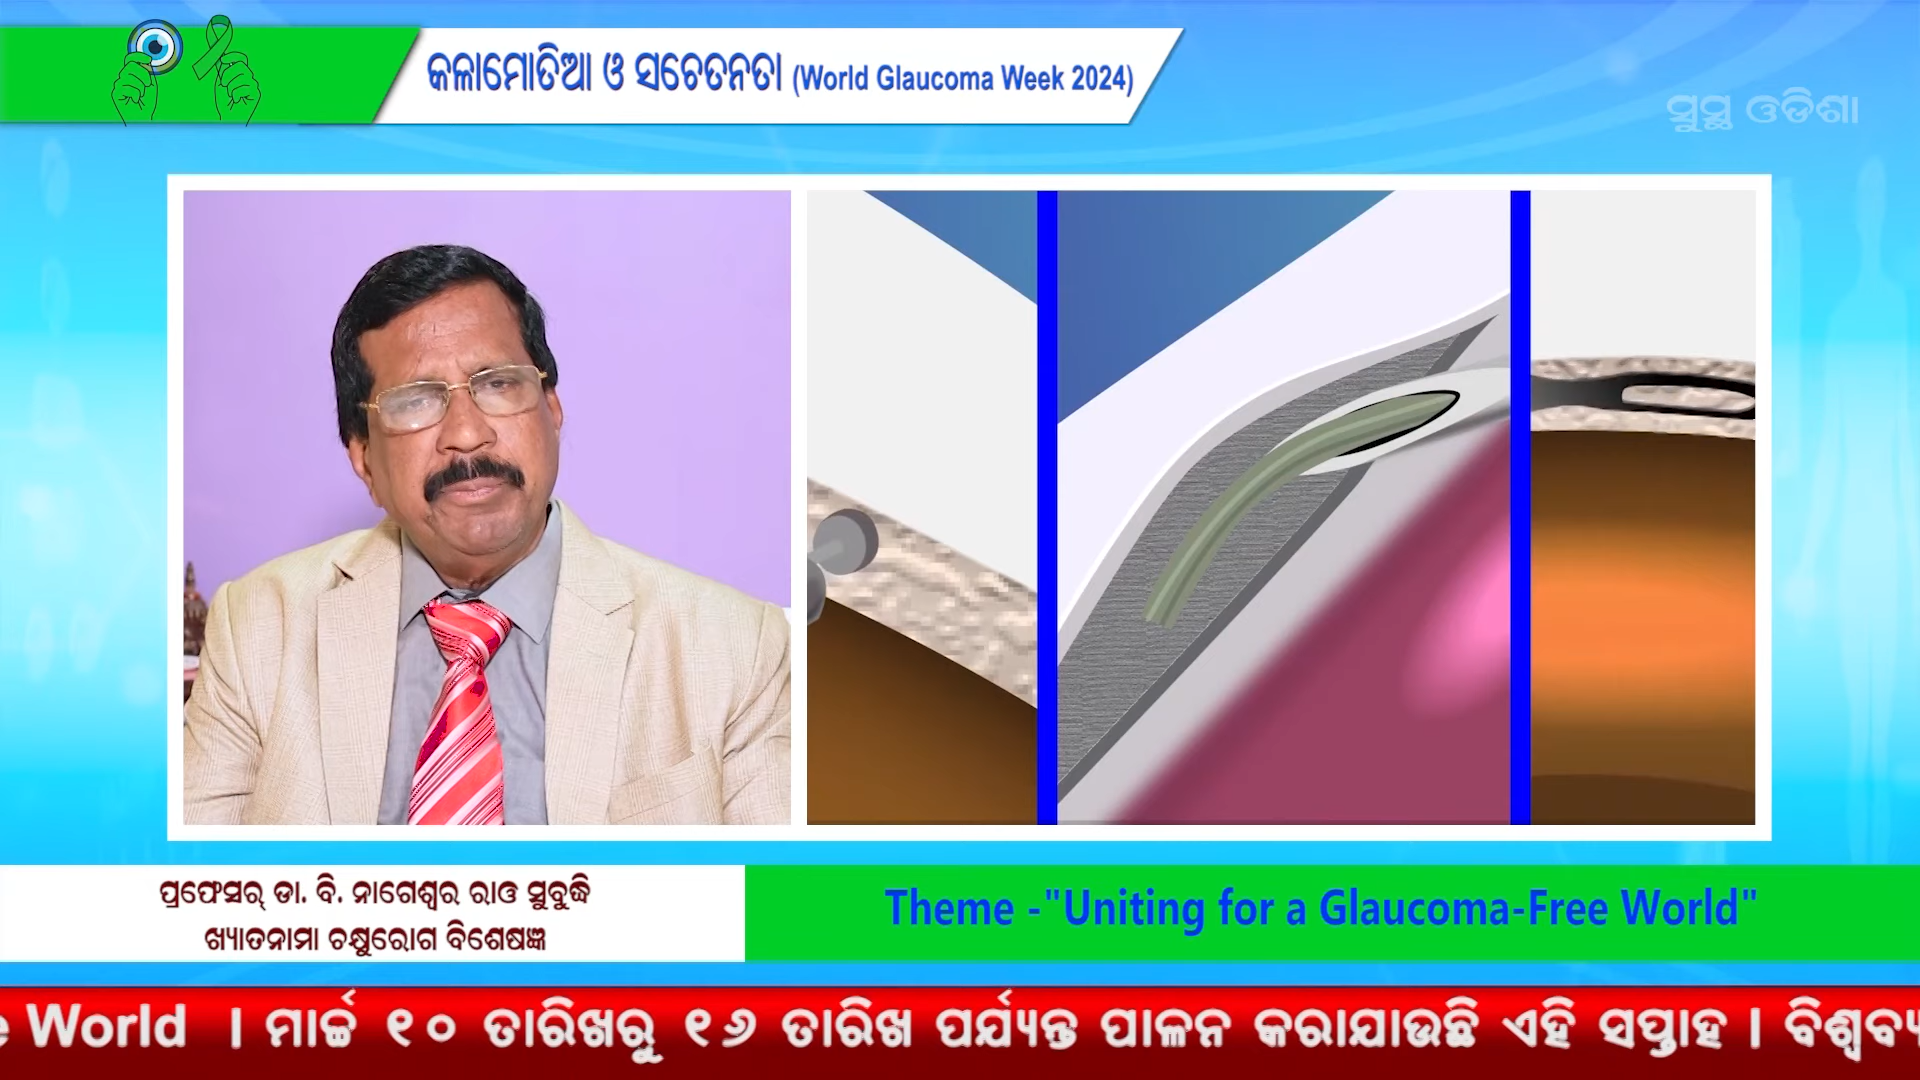 କଳାମୋତିଆ ଓ ସଚେତନତା (World Glaucoma Week 2024)
ସୁସ୍ଥ ଓଡିଶା
ପ୍ରଫେସର୍ ଡା. ବି. ନାଗେଶ୍ୱର ରାଓ ସୁବୁଦ୍ଧି
ଖ୍ୟାତନାମା ଚକ୍ଷୁରୋଗ ବିଶେଷଜ୍ଞ
Theme -"Uniting for a Glaucoma-Free World"
e World । ମାର୍ଚ୍ଚ ୧୦ ତାରିଖରୁ ୧୬ ତାରିଖ ପର୍ଯ୍ୟନ୍ତ ପାଳନ କରାଯାଉଛି ଏହି ସପ୍ତାହ । ବିଶ୍ୱବ୍ୟ